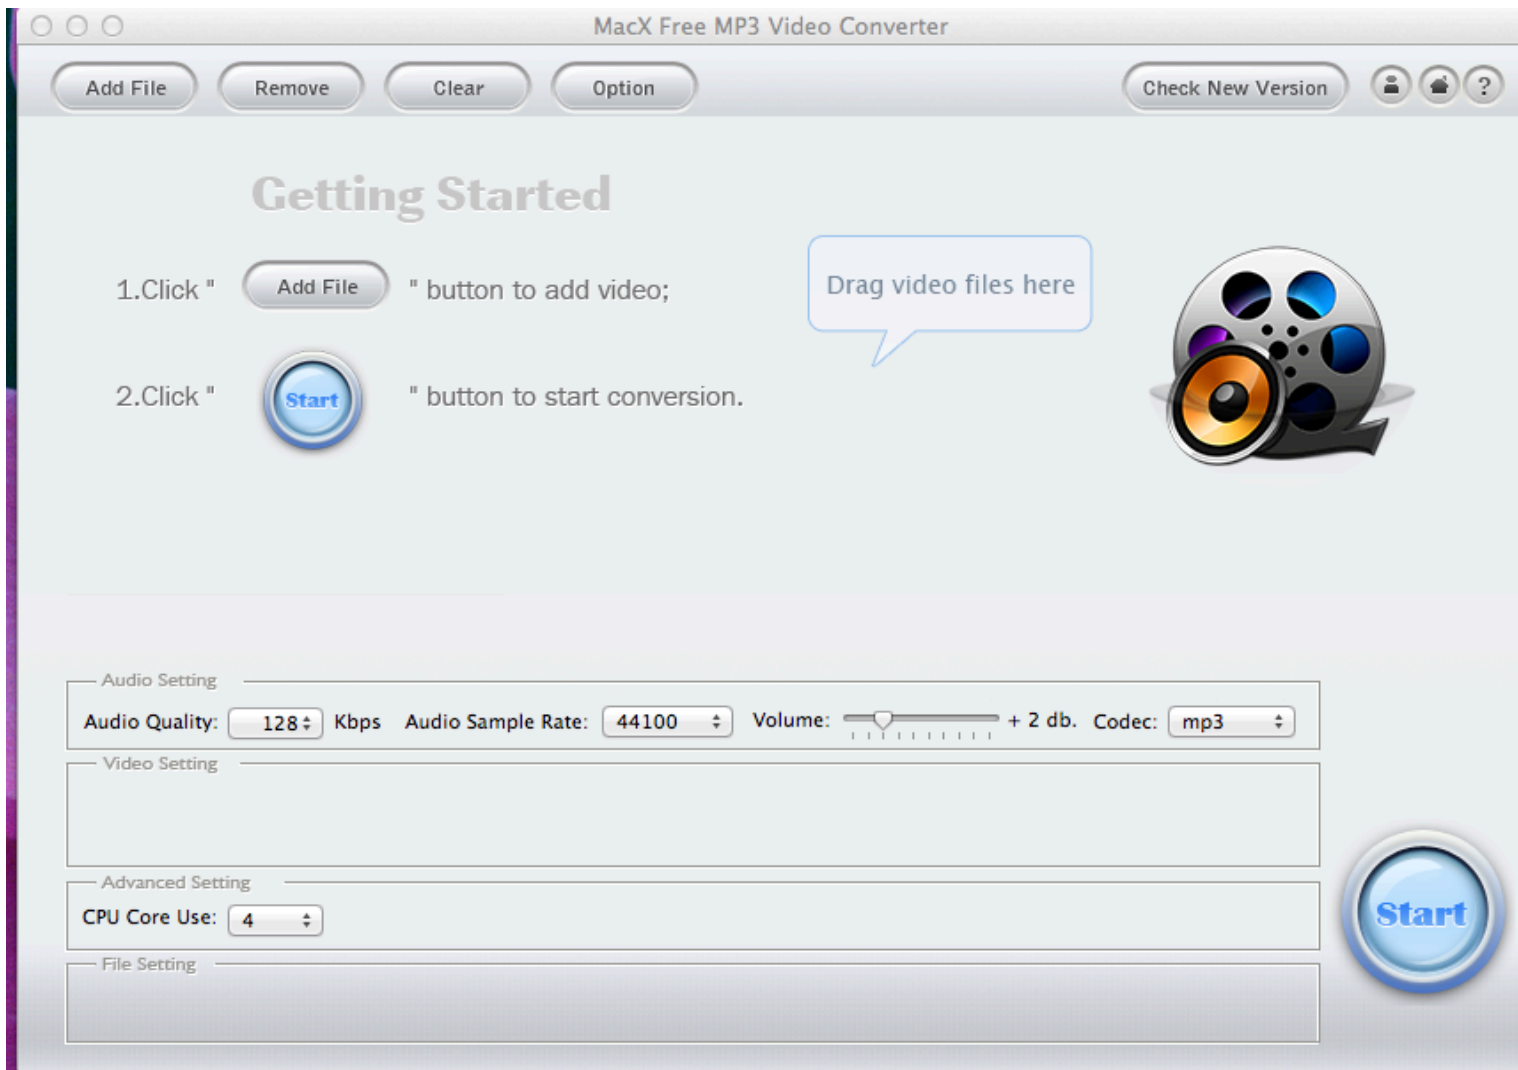 MacX Free MP3 Video Converter
Add File Remove Clear Option Check New Version ?
Getting Started
1.Click " Add File " button to add video;
Drag video files here
2.Click " Start " button to start conversion.
Audio Setting
Audio Quality: 128 Kbps Audio Sample Rate: 44100 Volume: + 2 db. Codec: mp3
Video Setting
Advanced Setting
CPU Core Use: 4
Start
File Setting